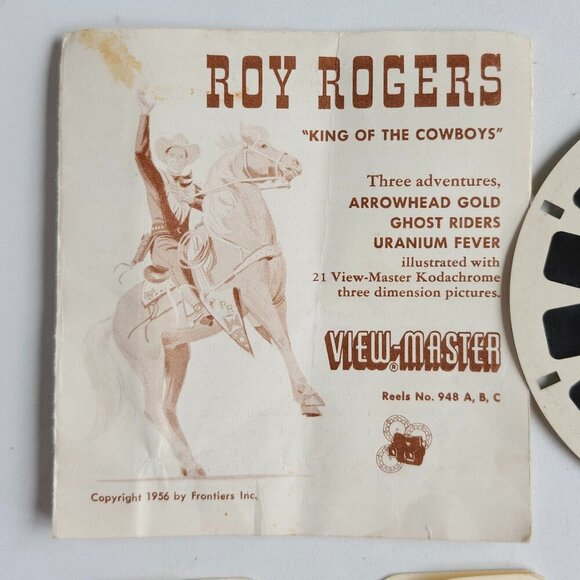 ROY ROGERS
"KING OF THE COWBOYS"
Three adventures,
ARROWHEAD GOLD
GHOST RIDERS
URANIUM FEVER
illustrated with
21 View-Master Kodachrome
three dimension pictures.
VIEW-MASTER
®
Reels No. 948 A, B, C
Copyright 1956 by Frontiers Inc.